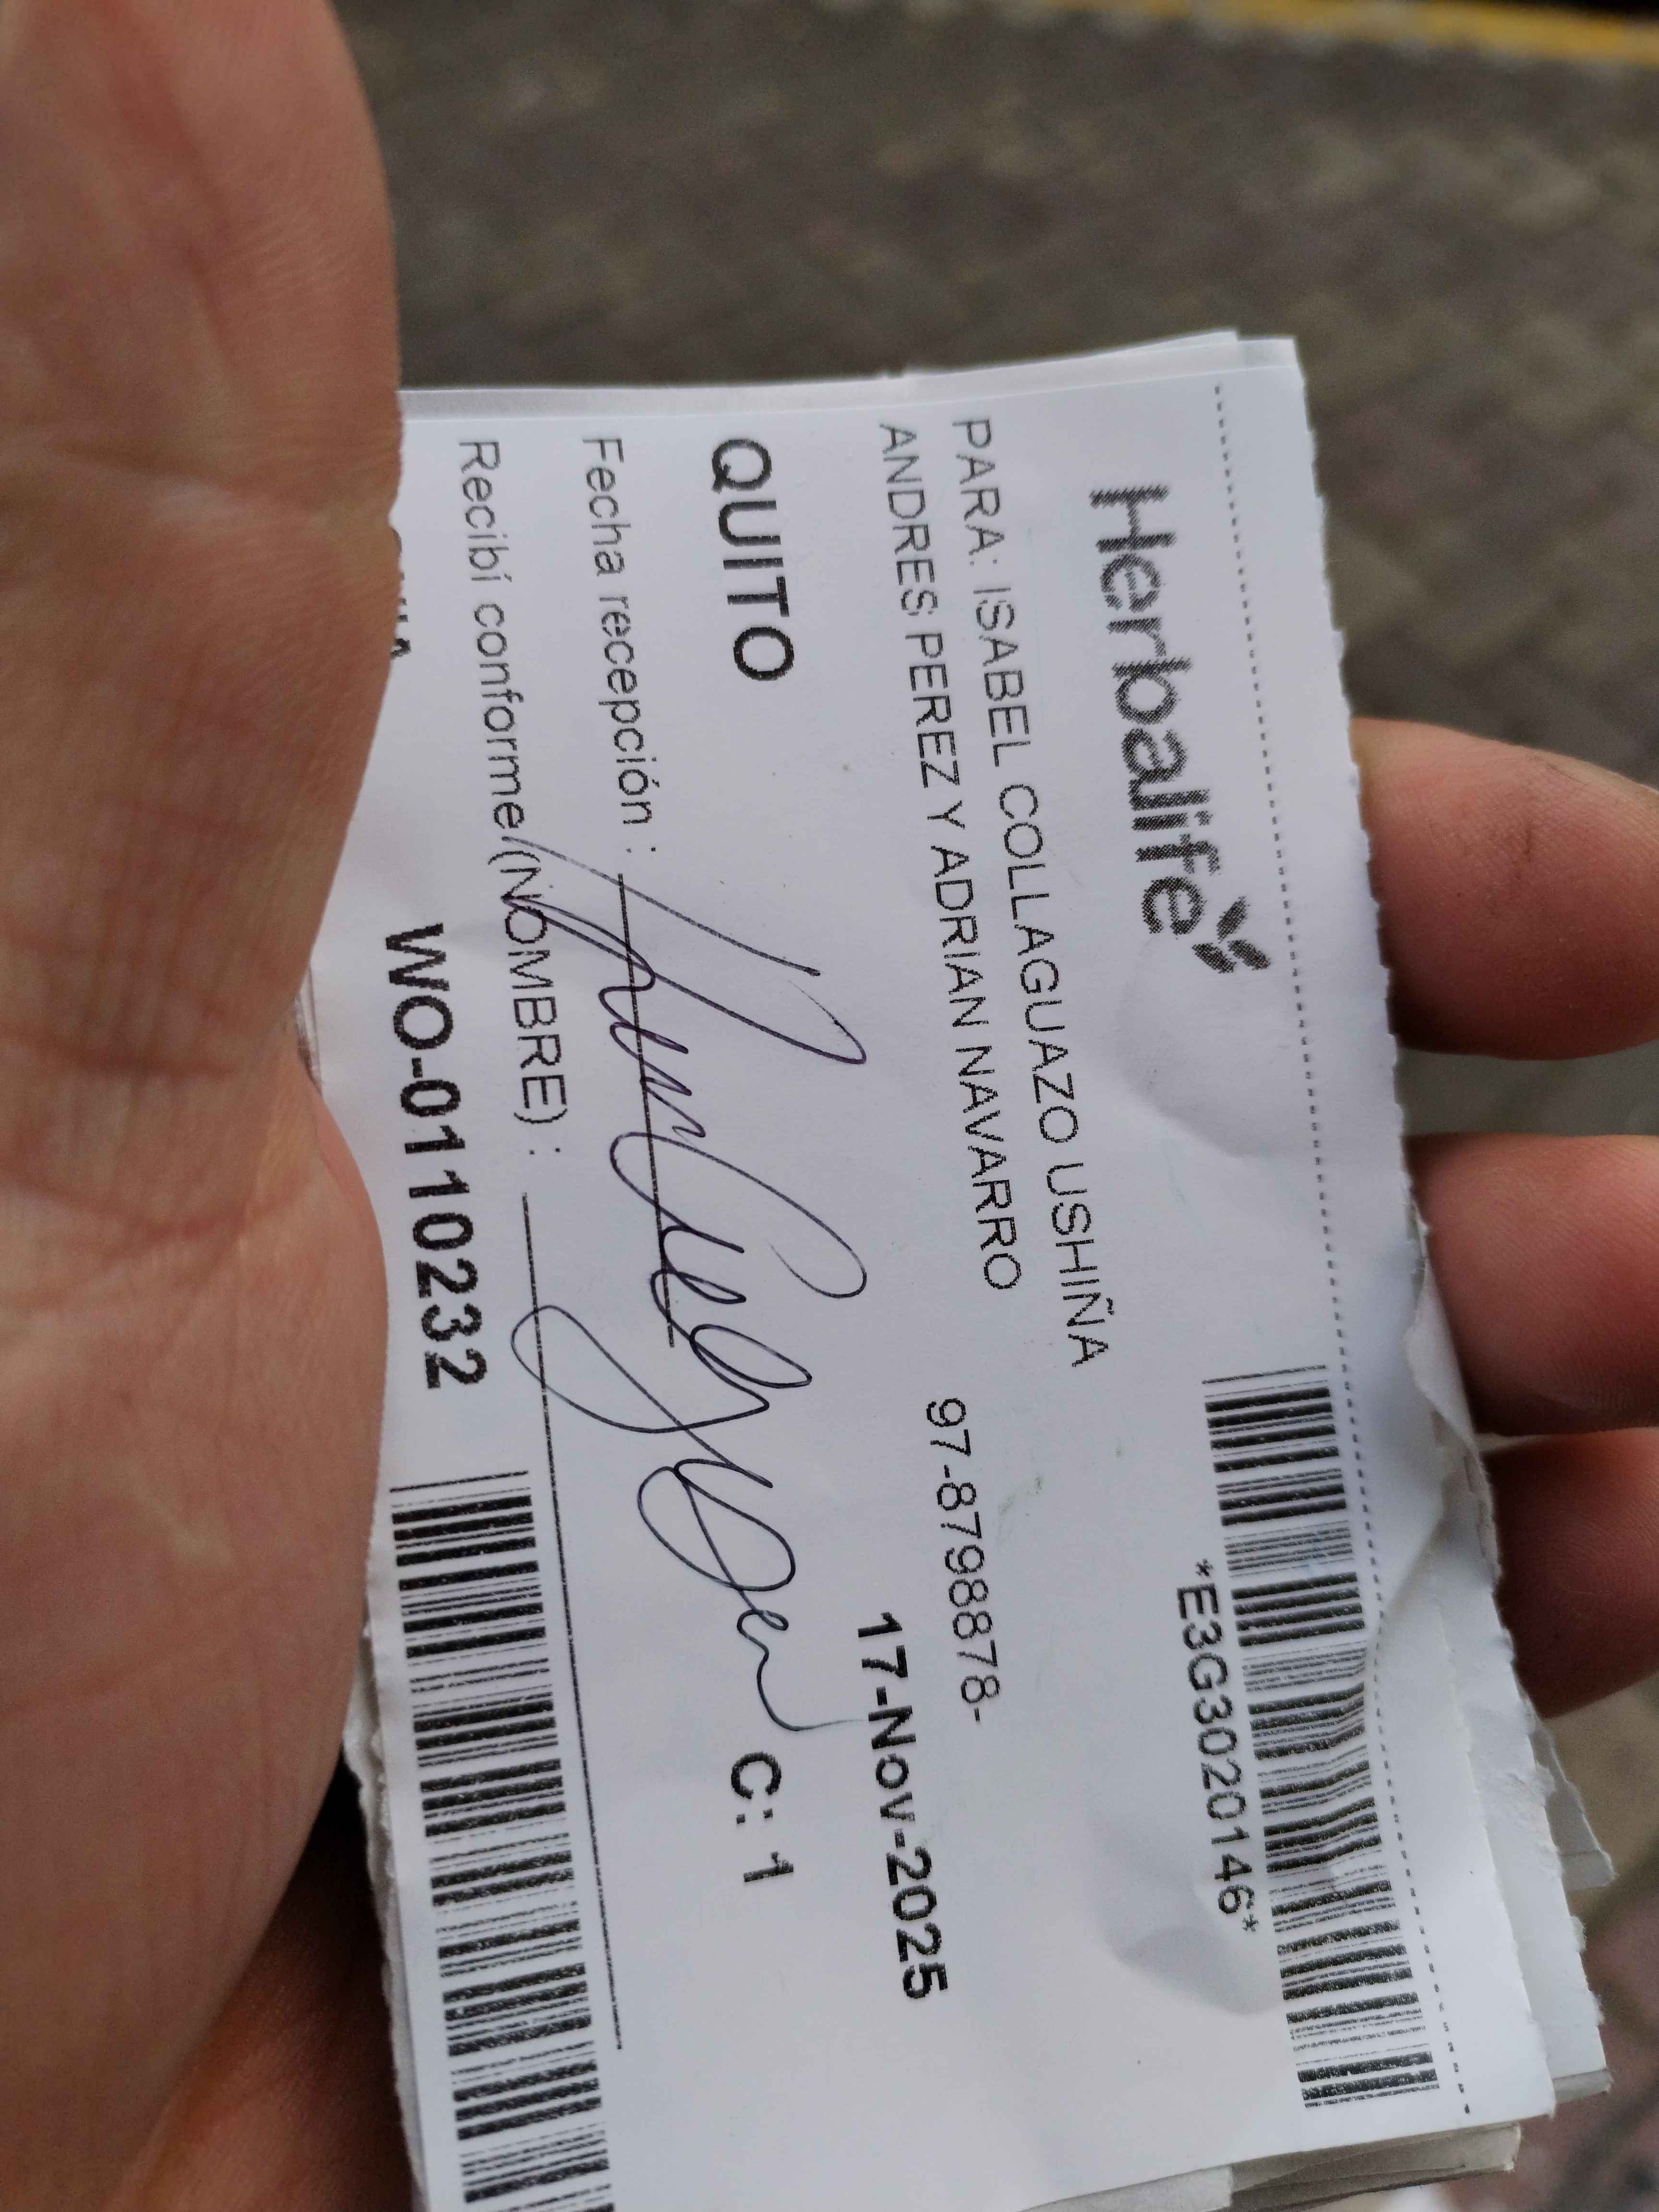 Herbalife
*E3G3020146*
PARA: ISABEL COLLAGUAZO USHIÑA
ANDRES PEREZ Y ADRIAN NAVARRO 97-8798878-
17-Nov-2025
QUITO C: 1
Fecha recepción :
Recibí conforme (NOMBRE) :
WO-0110232